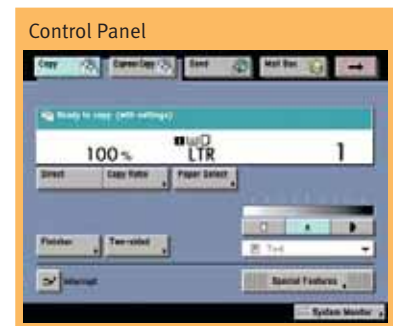 Control Panel
Copy Express Copy Send Mail Box
Ready to copy. (with settings)
100 % LTR 1
Direct Copy Ratio Paper Select
Finisher Two-sided
Text
Interrupt Special Features
System Monitor